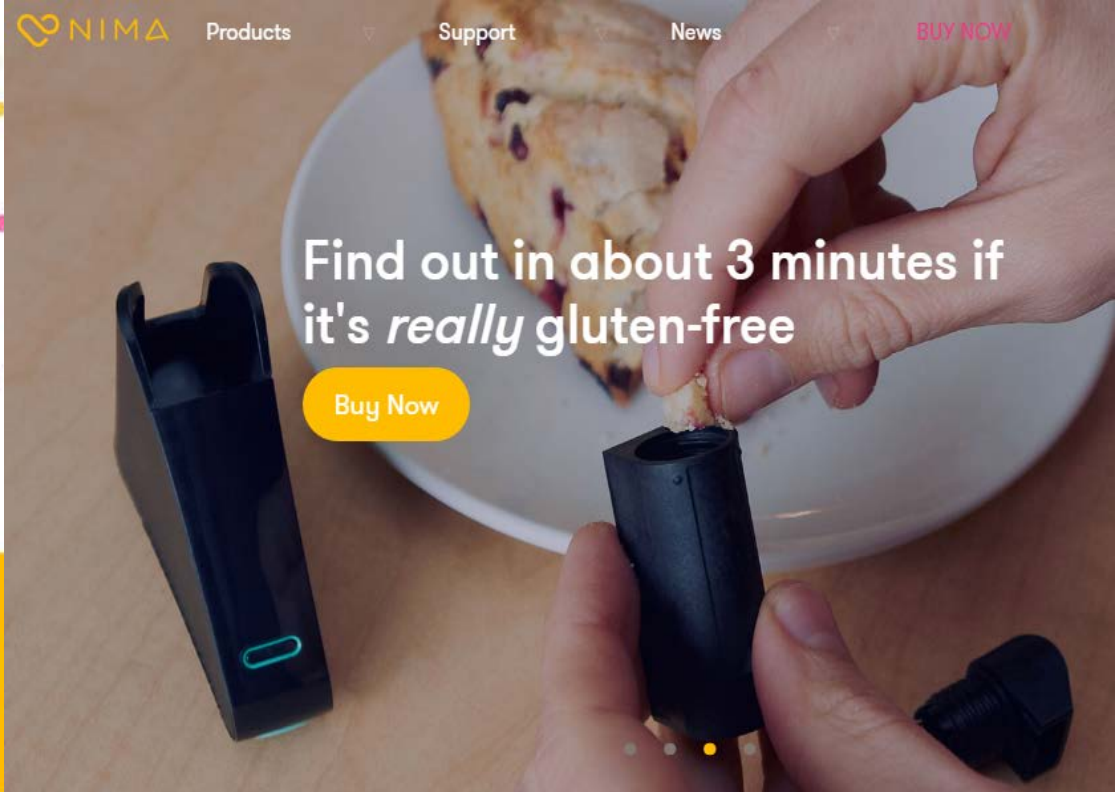 NIMA
Products
Support
News
BUY NOW
Find out in about 3 minutes if
it's really gluten-free
Buy Now